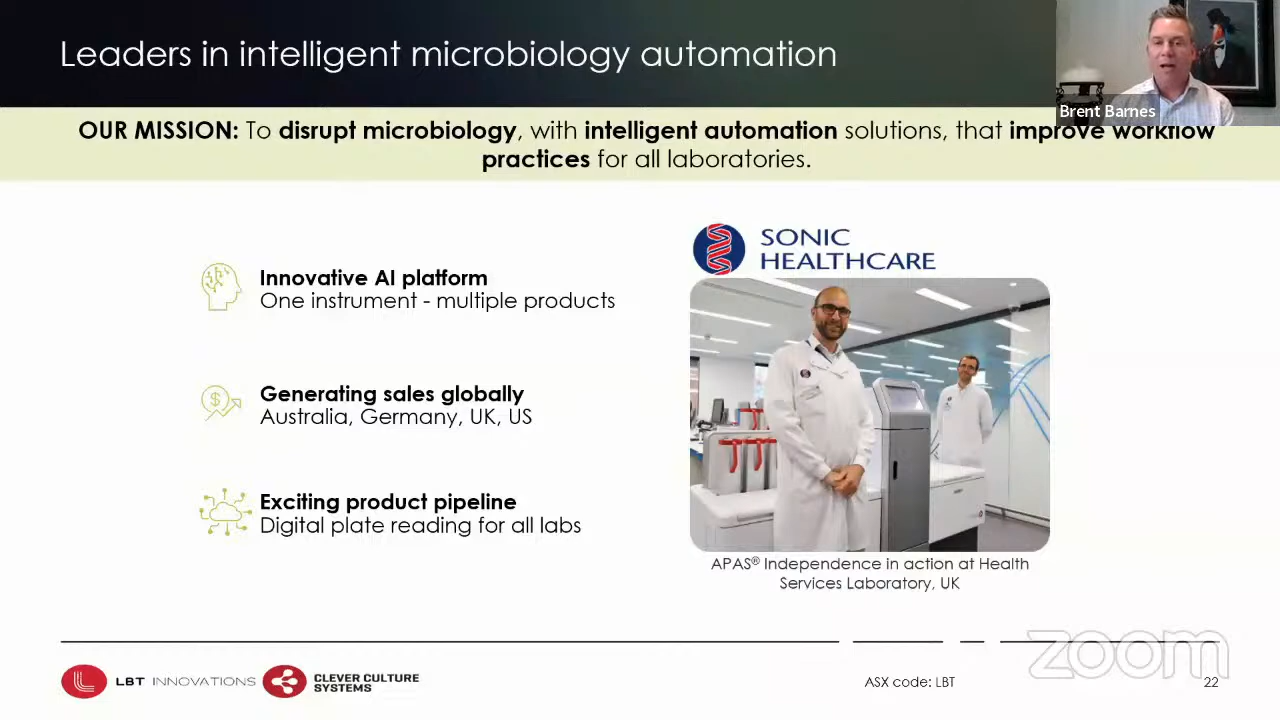 Leaders in intelligent microbiology automation
Brent Barnes
OUR MISSION: To disrupt microbiology, with intelligent automation solutions, that improve workflow
practices for all laboratories.
SONIC
HEALTHCARE
Innovative AI platform
One instrument - multiple products
Generating sales globally
Australia, Germany, UK, US
Exciting product pipeline
Digital plate reading for all labs
APAS® Independence in action at Health
Services Laboratory, UK
zoom
LBT INNOVATIONS
CLEVER CULTURE
SYSTEMS
ASX code: LBT
22